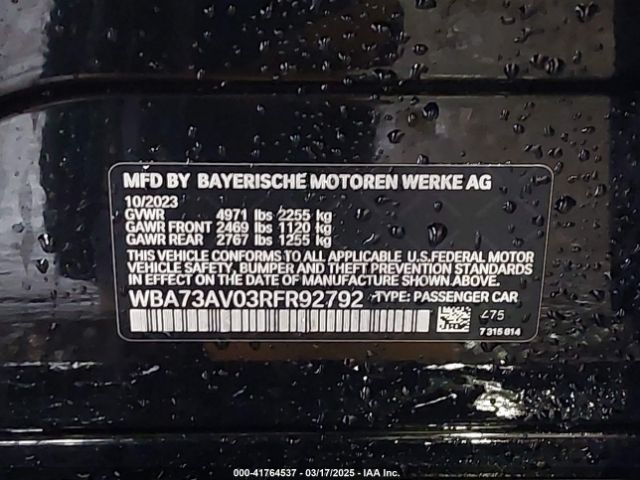 MFD BY BAYERISCHE MOTOREN WERKE AG
10/2023
GVWR 4971 lbs 2255 kg
GAWR FRONT 2469 lbs 1120 kg
GAWR REAR 2767 lbs 1255 kg
THIS VEHICLE CONFORMS TO ALL APPLICABLE U.S.FEDERAL MOTOR
VEHICLE SAFETY, BUMPER AND THEFT PREVENTION STANDARDS
IN EFFECT ON THE DATE OF MANUFACTURE SHOWN ABOVE.
WBA73AV03RFR92792 -TYPE: PASSENGER CAR
475
7315814
000-41764537 - 03/17/2025 - IAA Inc.